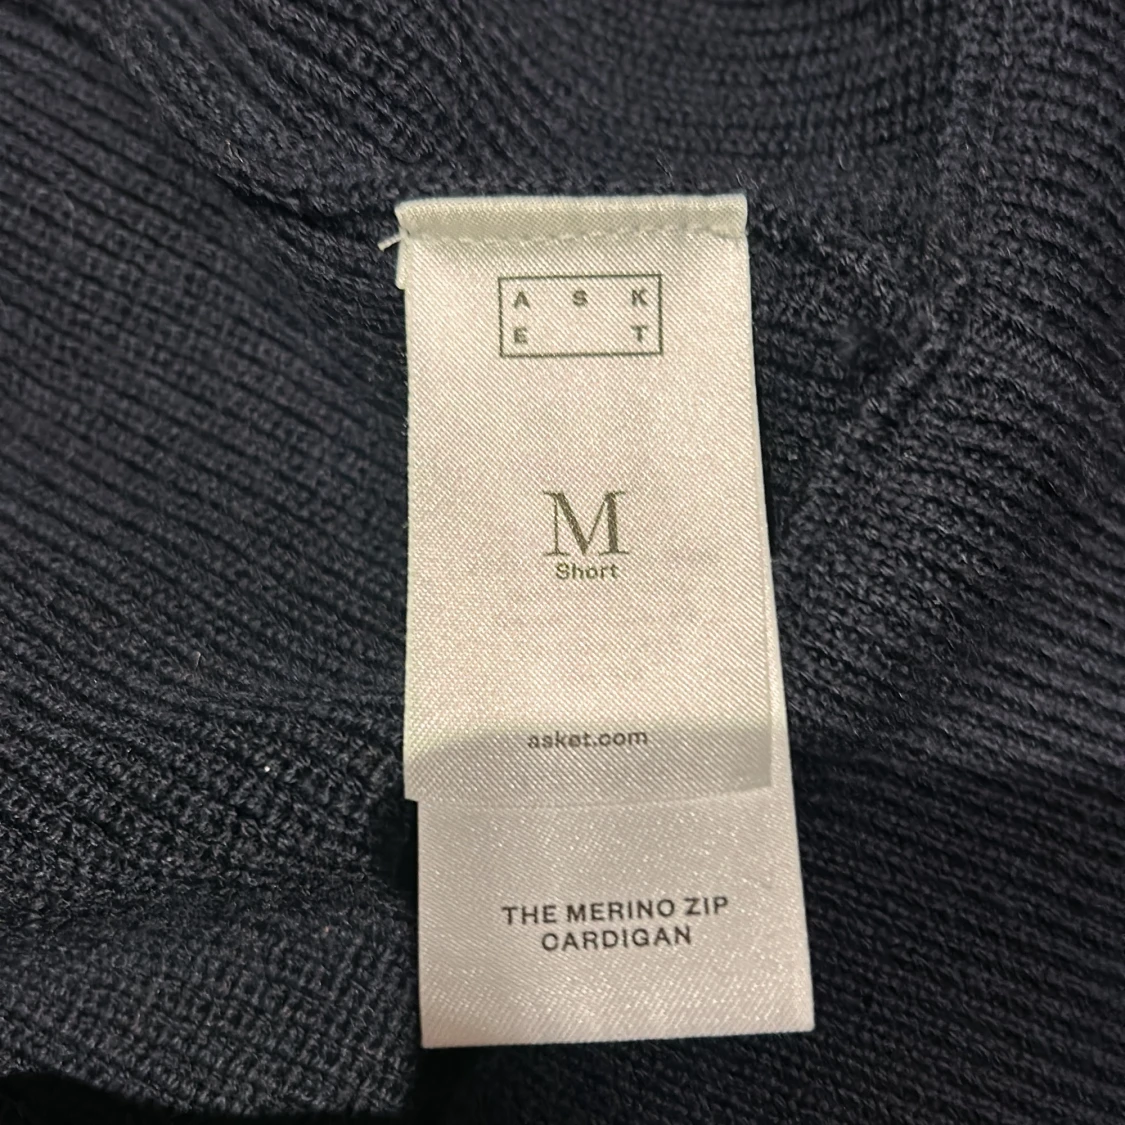 A S K
E T
M
Short
asket.com
THE MERINO ZIP
CARDIGAN